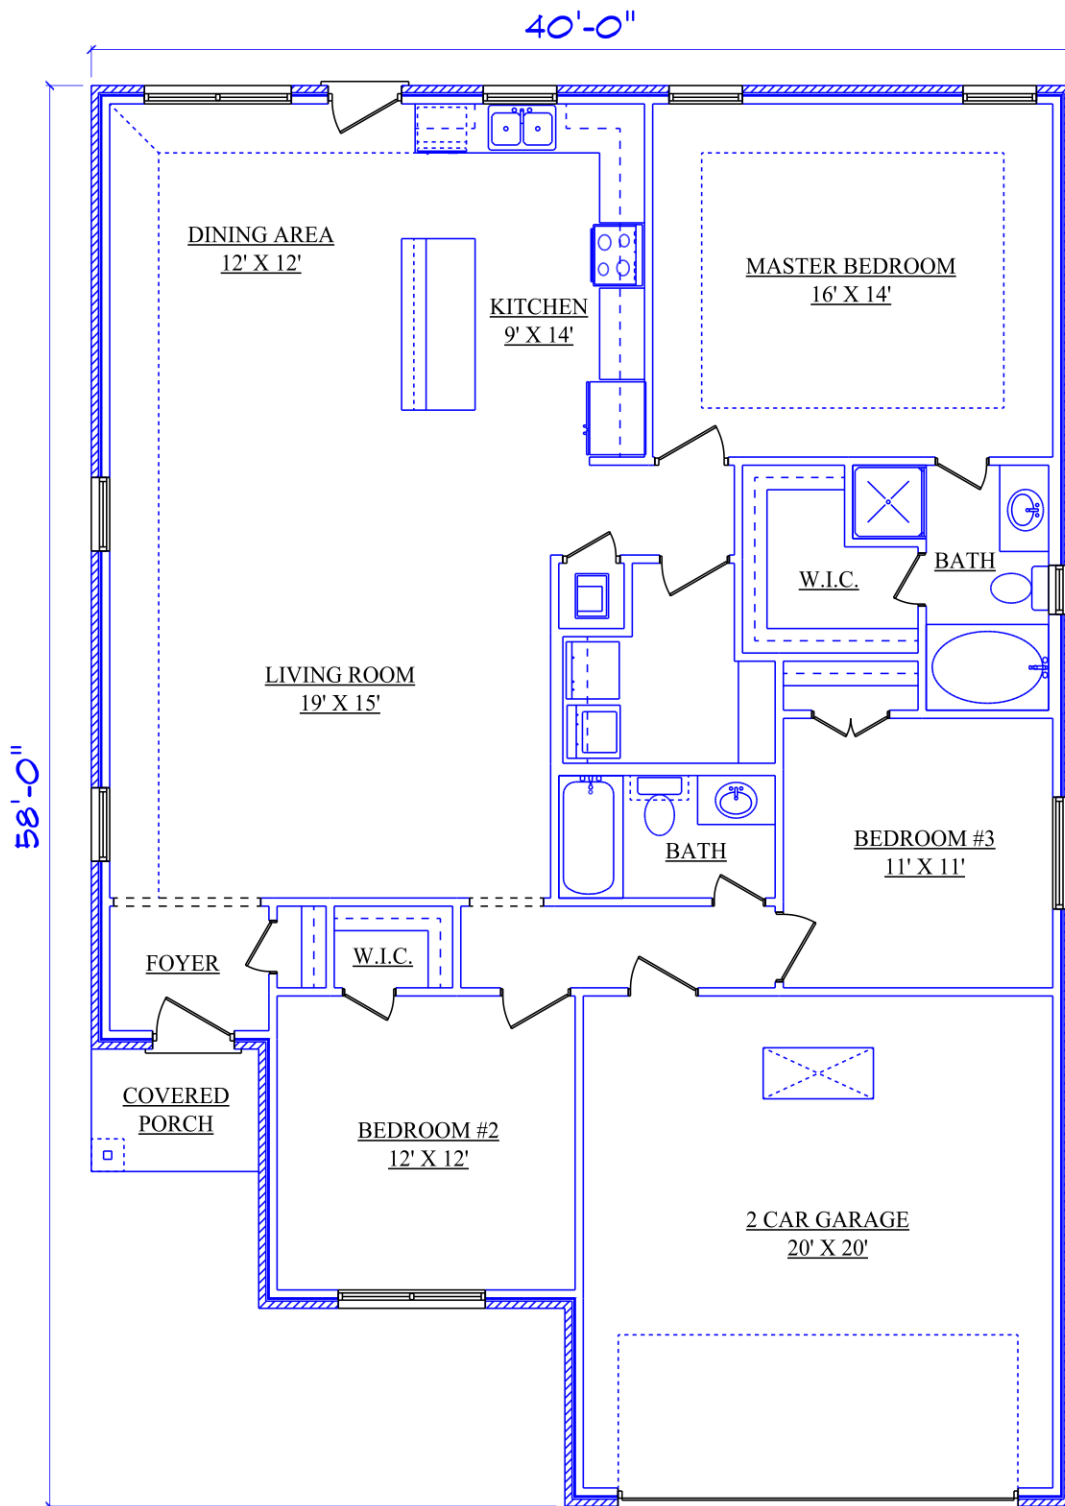 40'-0"
DINING AREA
12' X 12'
KITCHEN
9' X 14'
MASTER BEDROOM
16' X 14'
BATH
W.I.C.
LIVING ROOM
19' X 15'
58'-0"
BEDROOM #3
11' X 11'
BATH
W.I.C.
FOYER
COVERED
PORCH
BEDROOM #2
12' X 12'
2 CAR GARAGE
20' X 20'